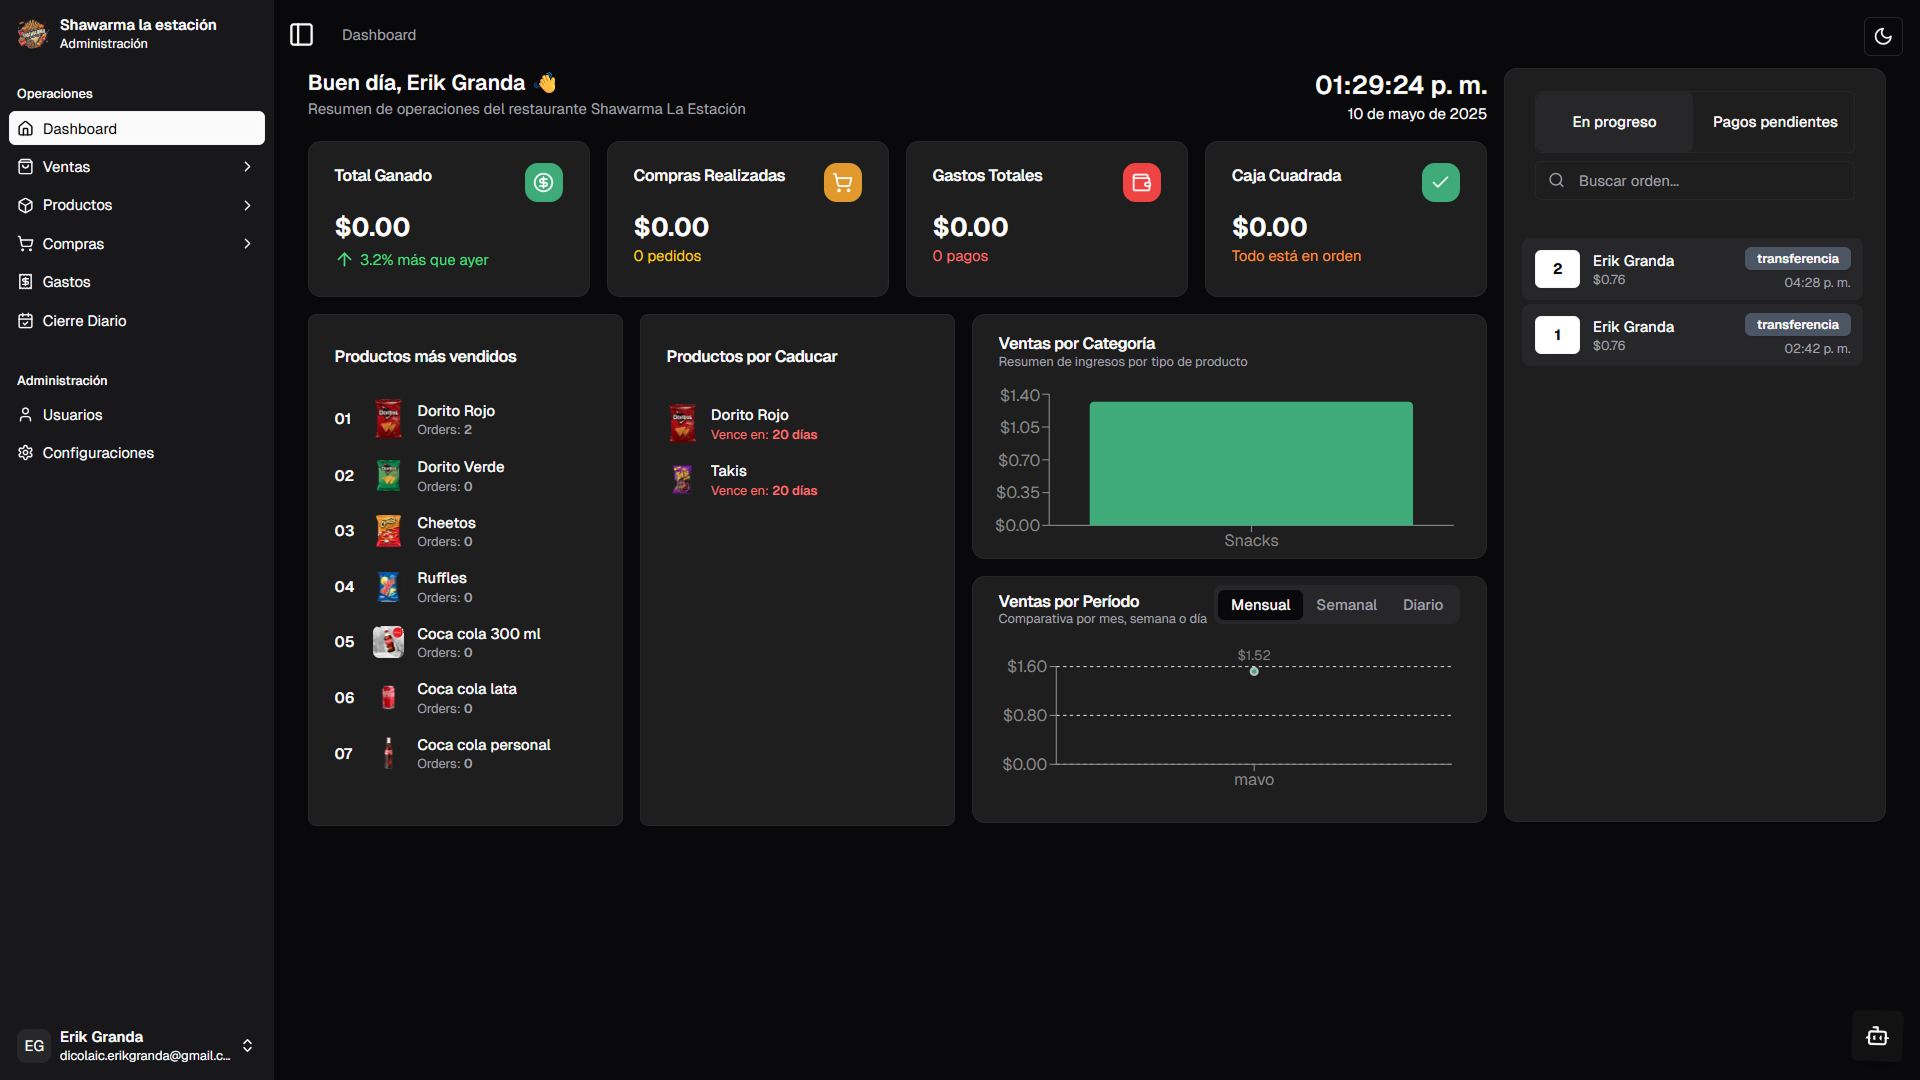 Shawarma la estación
Administración
Operaciones
Dashboard
Ventas
Productos
Compras
Gastos
Cierre Diario
Administración
Usuarios
Configuraciones
EG
Erik Granda
dicolaic.erikgranda@gmail.c...
Dashboard
Buen día, Erik Granda 👋
Resumen de operaciones del restaurante Shawarma La Estación
01:29:24 p. m.
10 de mayo de 2025
Total Ganado
$0.00
3.2% más que ayer
Compras Realizadas
$0.00
0 pedidos
Gastos Totales
$0.00
0 pagos
Caja Cuadrada
$0.00
Todo está en orden
Productos más vendidos
01
Dorito Rojo
Orders: 2
02
Dorito Verde
Orders: 0
03
Cheetos
Orders: 0
04
Ruffles
Orders: 0
05
Coca cola 300 ml
Orders: 0
06
Coca cola lata
Orders: 0
07
Coca cola personal
Orders: 0
Productos por Caducar
Dorito Rojo
Vence en: 20 días
Takis
Vence en: 20 días
Ventas por Categoría
Resumen de ingresos por tipo de producto
$1.40
$1.05
$0.70
$0.35
$0.00
Snacks
Ventas por Período
Comparativa por mes, semana o día
Mensual
Semanal
Diario
$1.52
$1.60
$0.80
$0.00
mayo
En progreso
Pagos pendientes
Buscar orden...
2
Erik Granda
$0.76
transferencia
04:28 p. m.
1
Erik Granda
$0.76
transferencia
02:42 p. m.